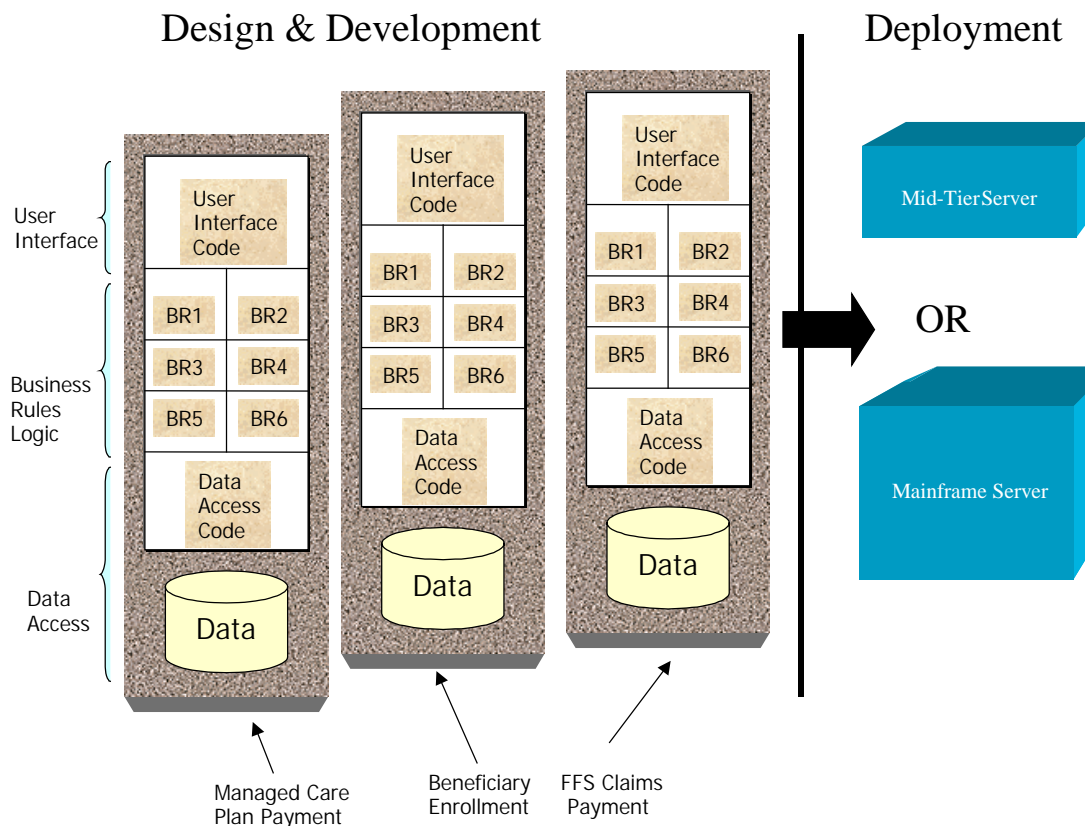 Design & Development
Deployment
User
Interface
Business
Rules
Logic
Data
Access
User
Interface
Code
BR1 BR2
BR3 BR4
BR5 BR6
Data
Access
Code
Data
User
Interface
Code
BR1 BR2
BR3 BR4
BR5 BR6
Data
Access
Code
Data
User
Interface
Code
BR1 BR2
BR3 BR4
BR5 BR6
Data
Access
Code
Data
Mid-TierServer
OR
Mainframe Server
Managed Care
Plan Payment
Beneficiary
Enrollment
FFS Claims
Payment